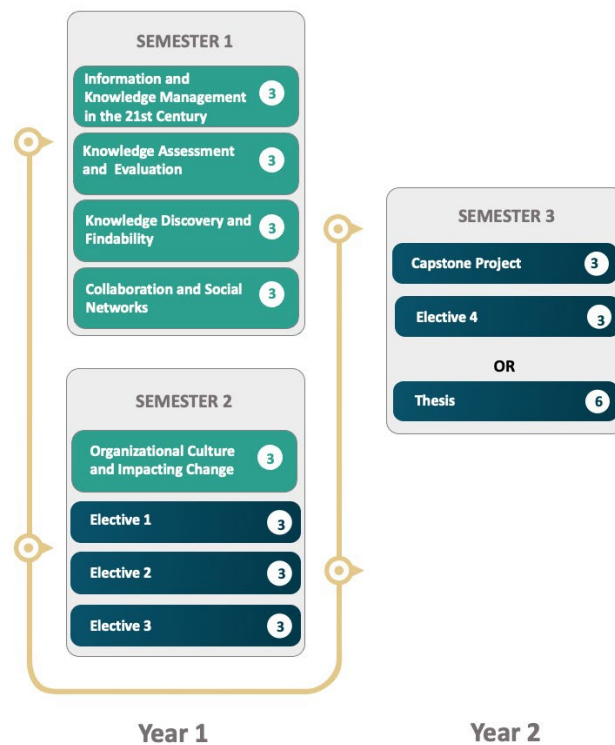 SEMESTER 1
Information and
Knowledge Management
in the 21st Century
3
Knowledge Assessment
and Evaluation
3
Knowledge Discovery and
Findability
3
Collaboration and Social
Networks
3
SEMESTER 2
Organizational Culture
and Impacting Change
3
Elective 1
3
Elective 2
3
Elective 3
3
Year 1
SEMESTER 3
Capstone Project
3
Elective 4
3
OR
Thesis
6
Year 2